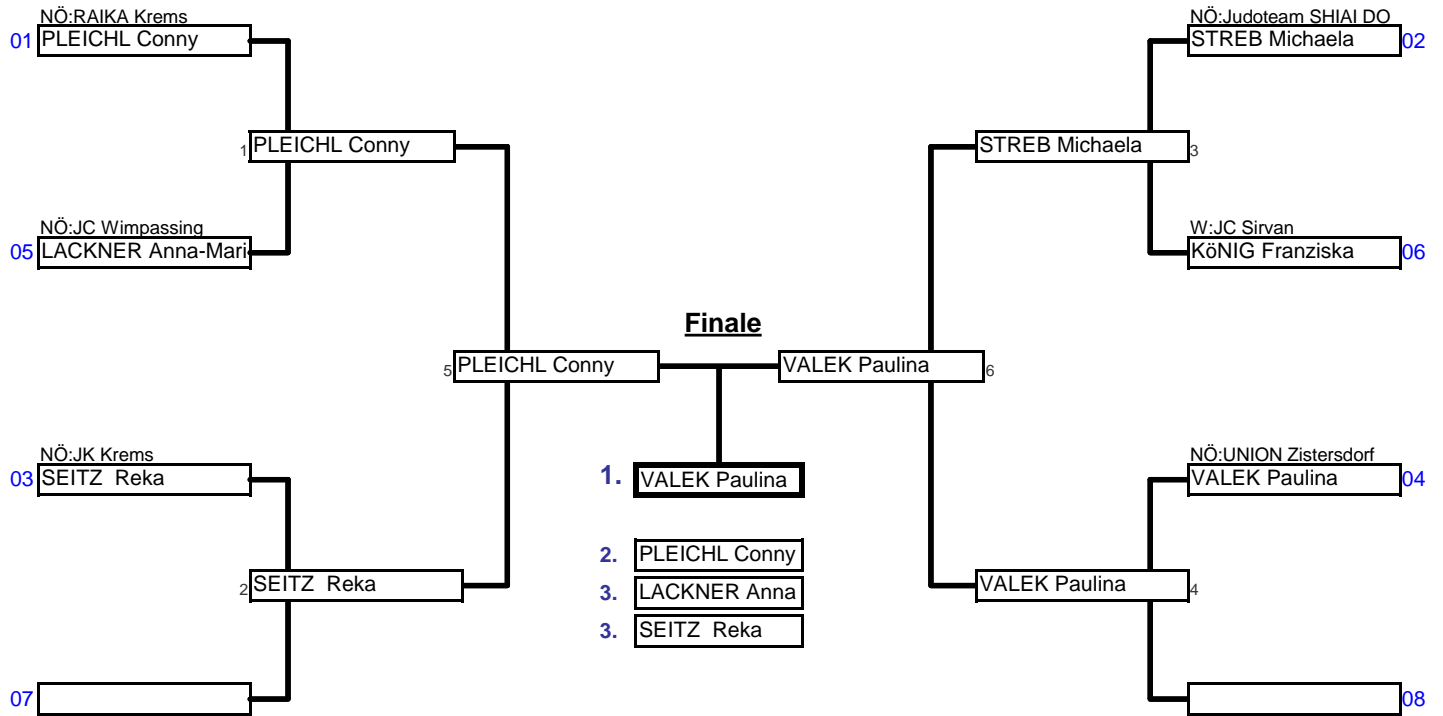 NÖ:RAIKA Krems
01 PLEICHL Conny
1 PLEICHL Conny
NÖ:JC Wimpassing
05 LACKNER Anna-Mari
5 PLEICHL Conny
NÖ:JK Krems
03 SEITZ  Reka
2 SEITZ  Reka
07
Finale
1. VALEK Paulina
2. PLEICHL Conny
3. LACKNER Anna
3. SEITZ  Reka
NÖ:Judoteam SHIAI DO
STREB Michaela 02
STREB Michaela 3
W:JC Sirvan
KöNIG Franziska 06
VALEK Paulina 6
NÖ:UNION Zistersdorf
VALEK Paulina 04
VALEK Paulina 4
08